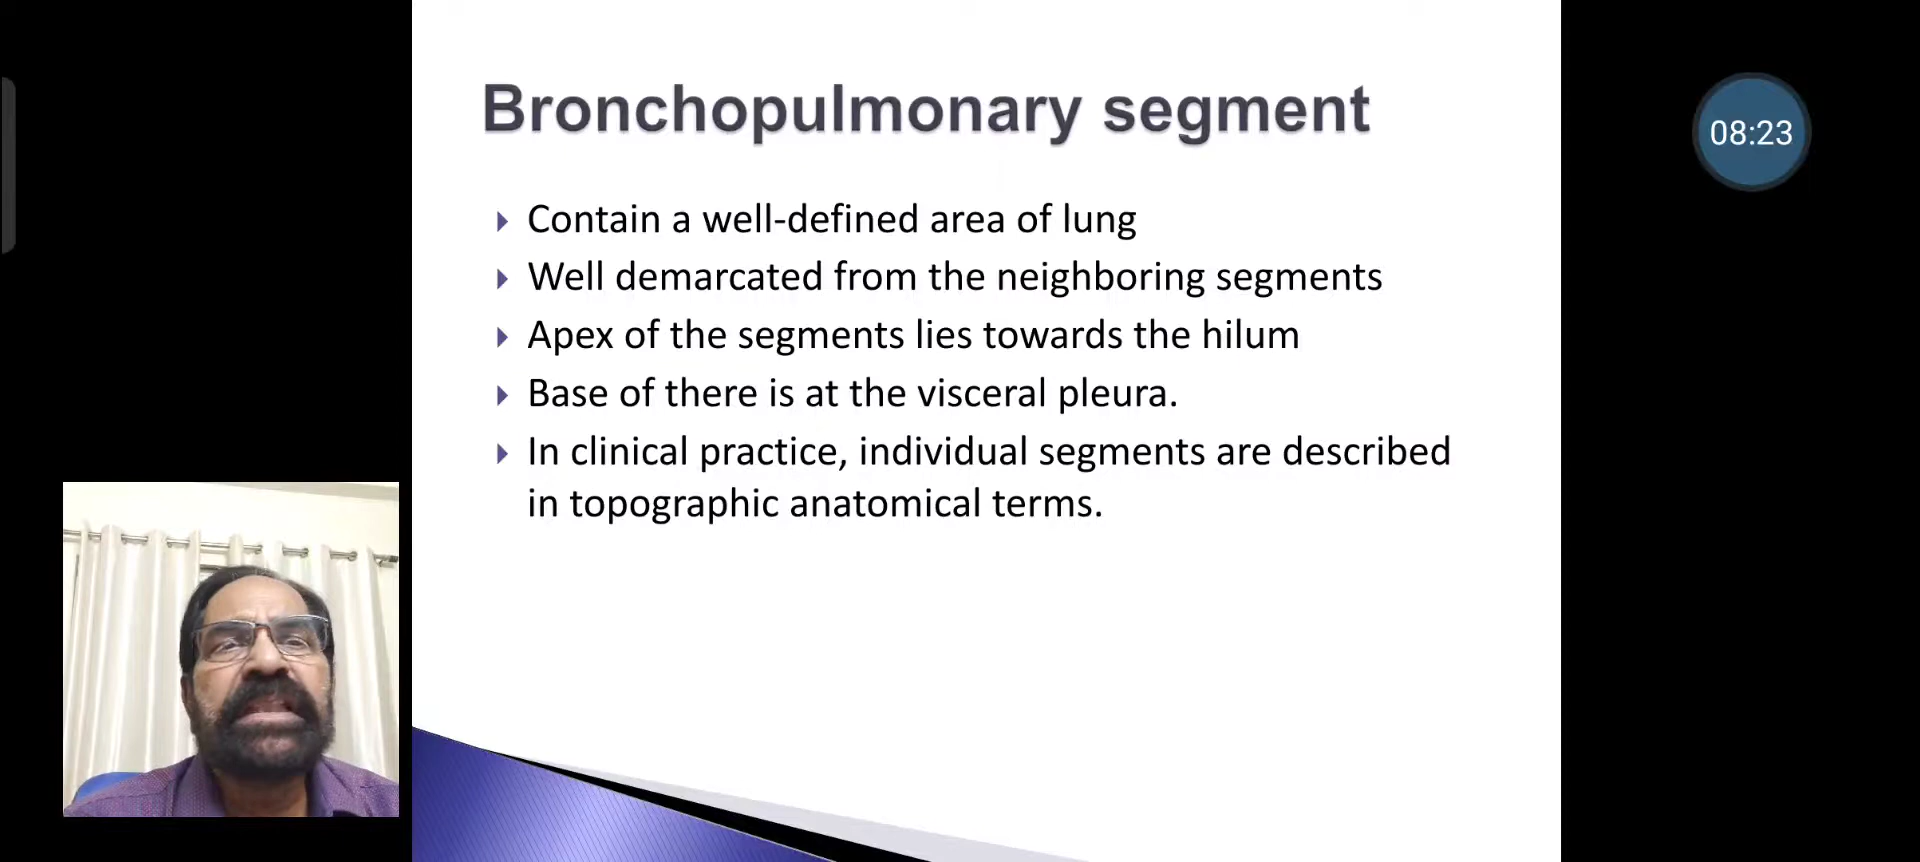 Bronchopulmonary segment
08:23
Contain a well-defined area of lung
Well demarcated from the neighboring segments
Apex of the segments lies towards the hilum
Base of there is at the visceral pleura.
In clinical practice, individual segments are described
in topographic anatomical terms.